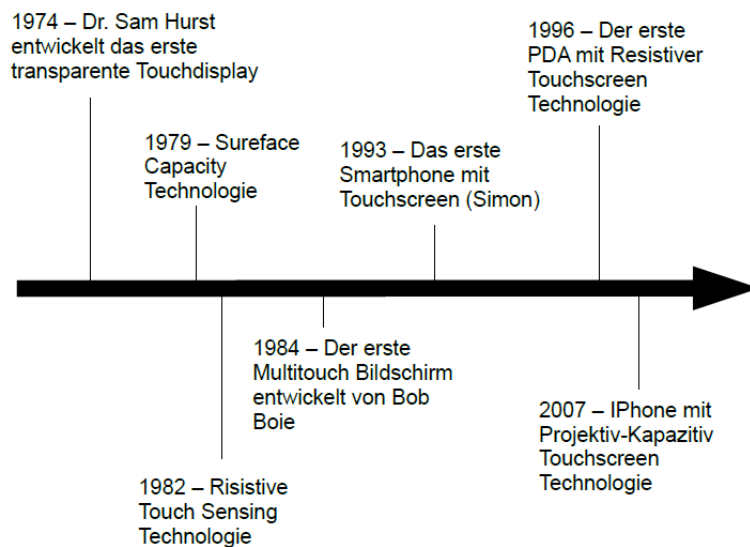 1974 – Dr. Sam Hurst
entwickelt das erste
transparente Touchdisplay
1979 – Sureface
Capacity
Technologie
1982 – Risistive
Touch Sensing
Technologie
1984 – Der erste
Multitouch Bildschirm
entwickelt von Bob
Boie
1993 – Das erste
Smartphone mit
Touchscreen (Simon)
1996 – Der erste
PDA mit Resistiver
Touchscreen
Technologie
2007 – IPhone mit
Projektiv-Kapazitiv
Touchscreen
Technologie